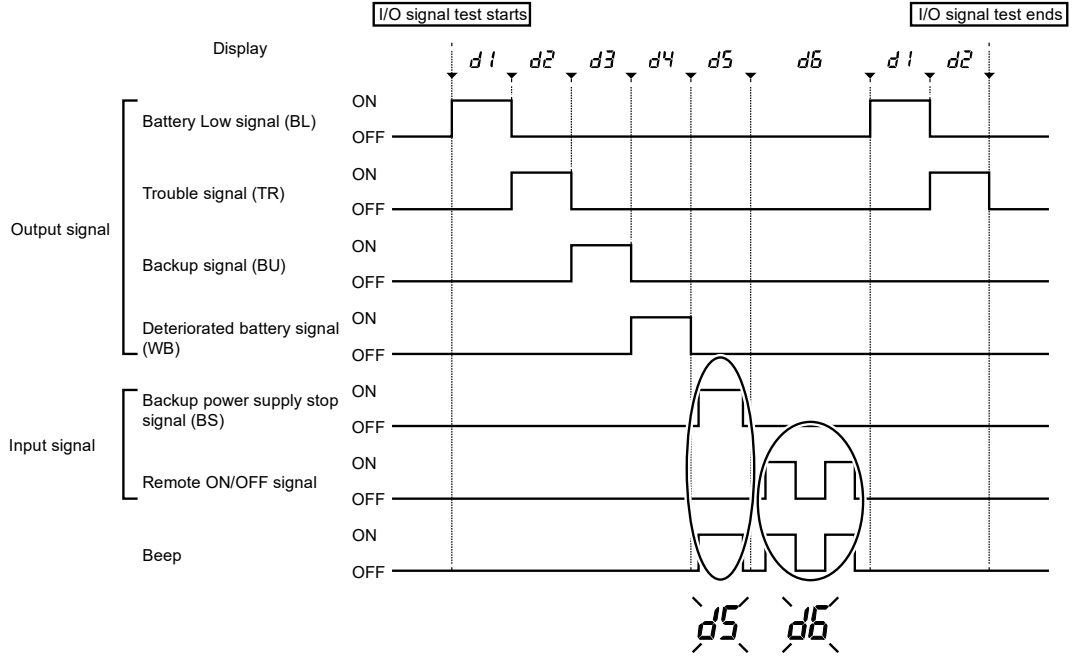 I/O signal test starts
I/O signal test ends
Display
d1 d2 d3 d4 d5 d6 d1 d2
Output signal
Battery Low signal (BL)
ON
OFF
Trouble signal (TR)
ON
OFF
Backup signal (BU)
ON
OFF
Deteriorated battery signal
(WB)
ON
OFF
Input signal
Backup power supply stop
signal (BS)
ON
OFF
Remote ON/OFF signal
ON
OFF
Beep
ON
OFF
d5 d6